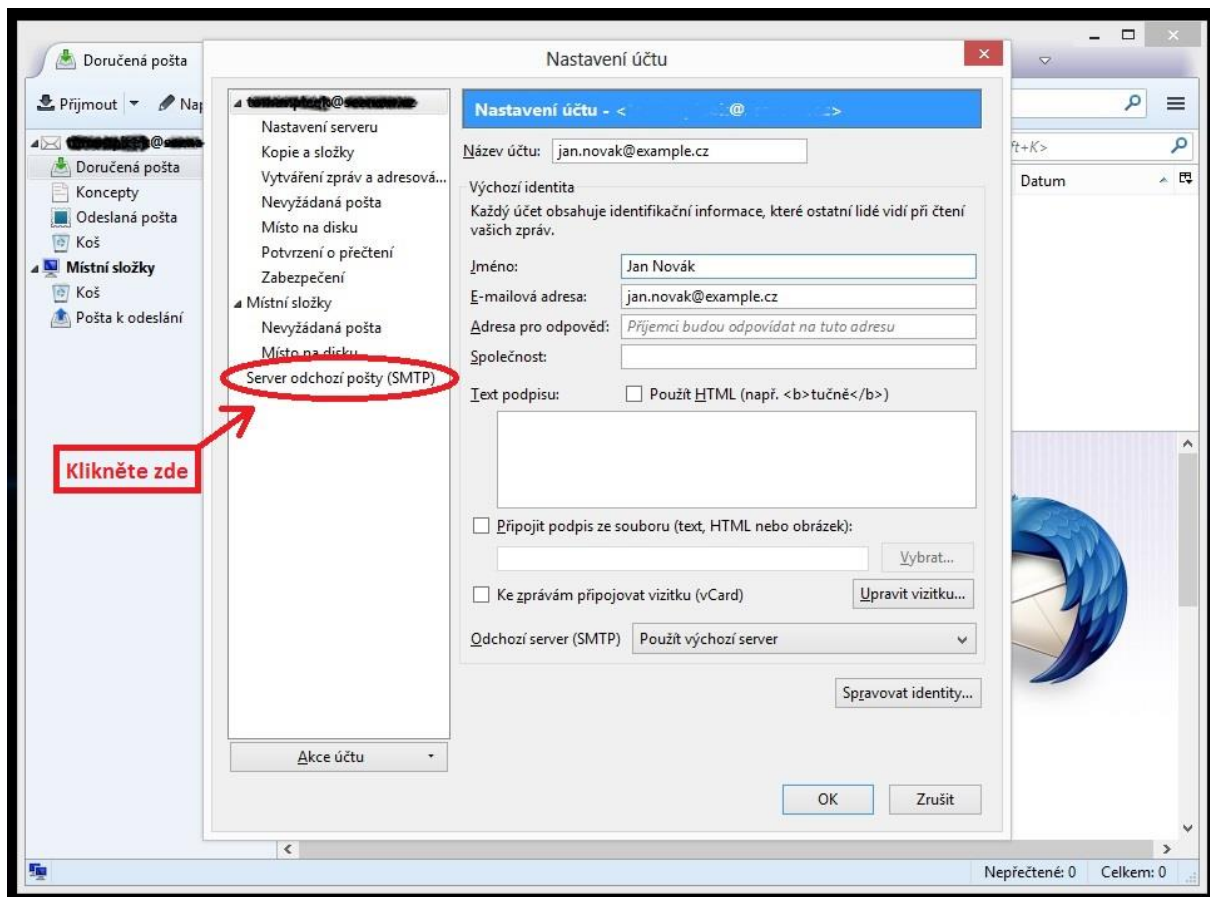 Nastavení účtu
Doručená pošta
Přijmout
Nastavení účtu - < @ >
Nastavení serveru
Kopie a složky
Vytváření zpráv a adresová...
Nevyžádaná pošta
Místo na disku
Potvrzení o přečtení
Zabezpečení
Místní složky
Nevyžádaná pošta
Místo na disku
Server odchozí pošty (SMTP)
Klikněte zde
Doručená pošta
Koncepty
Odeslaná pošta
Koš
Místní složky
Koš
Pošta k odeslání
Název účtu: jan.novak@example.cz
Výchozí identita
Každý účet obsahuje identifikační informace, které ostatní lidé vidí při čtení
vašich zpráv.
Jméno: Jan Novák
E-mailová adresa: jan.novak@example.cz
Adresa pro odpověď: Příjemci budou odpovídat na tuto adresu
Společnost:
Text podpisu: Použít HTML (např. <b>tučně</b>)
Připojit podpis ze souboru (text, HTML nebo obrázek):
Vybrat...
Ke zprávám připojovat vizitku (vCard) Upravit vizitku...
Odchozí server (SMTP) Použít výchozí server
Spravovat identity...
Akce účtu
OK Zrušit
Datum
Nepřečtené: 0 Celkem: 0